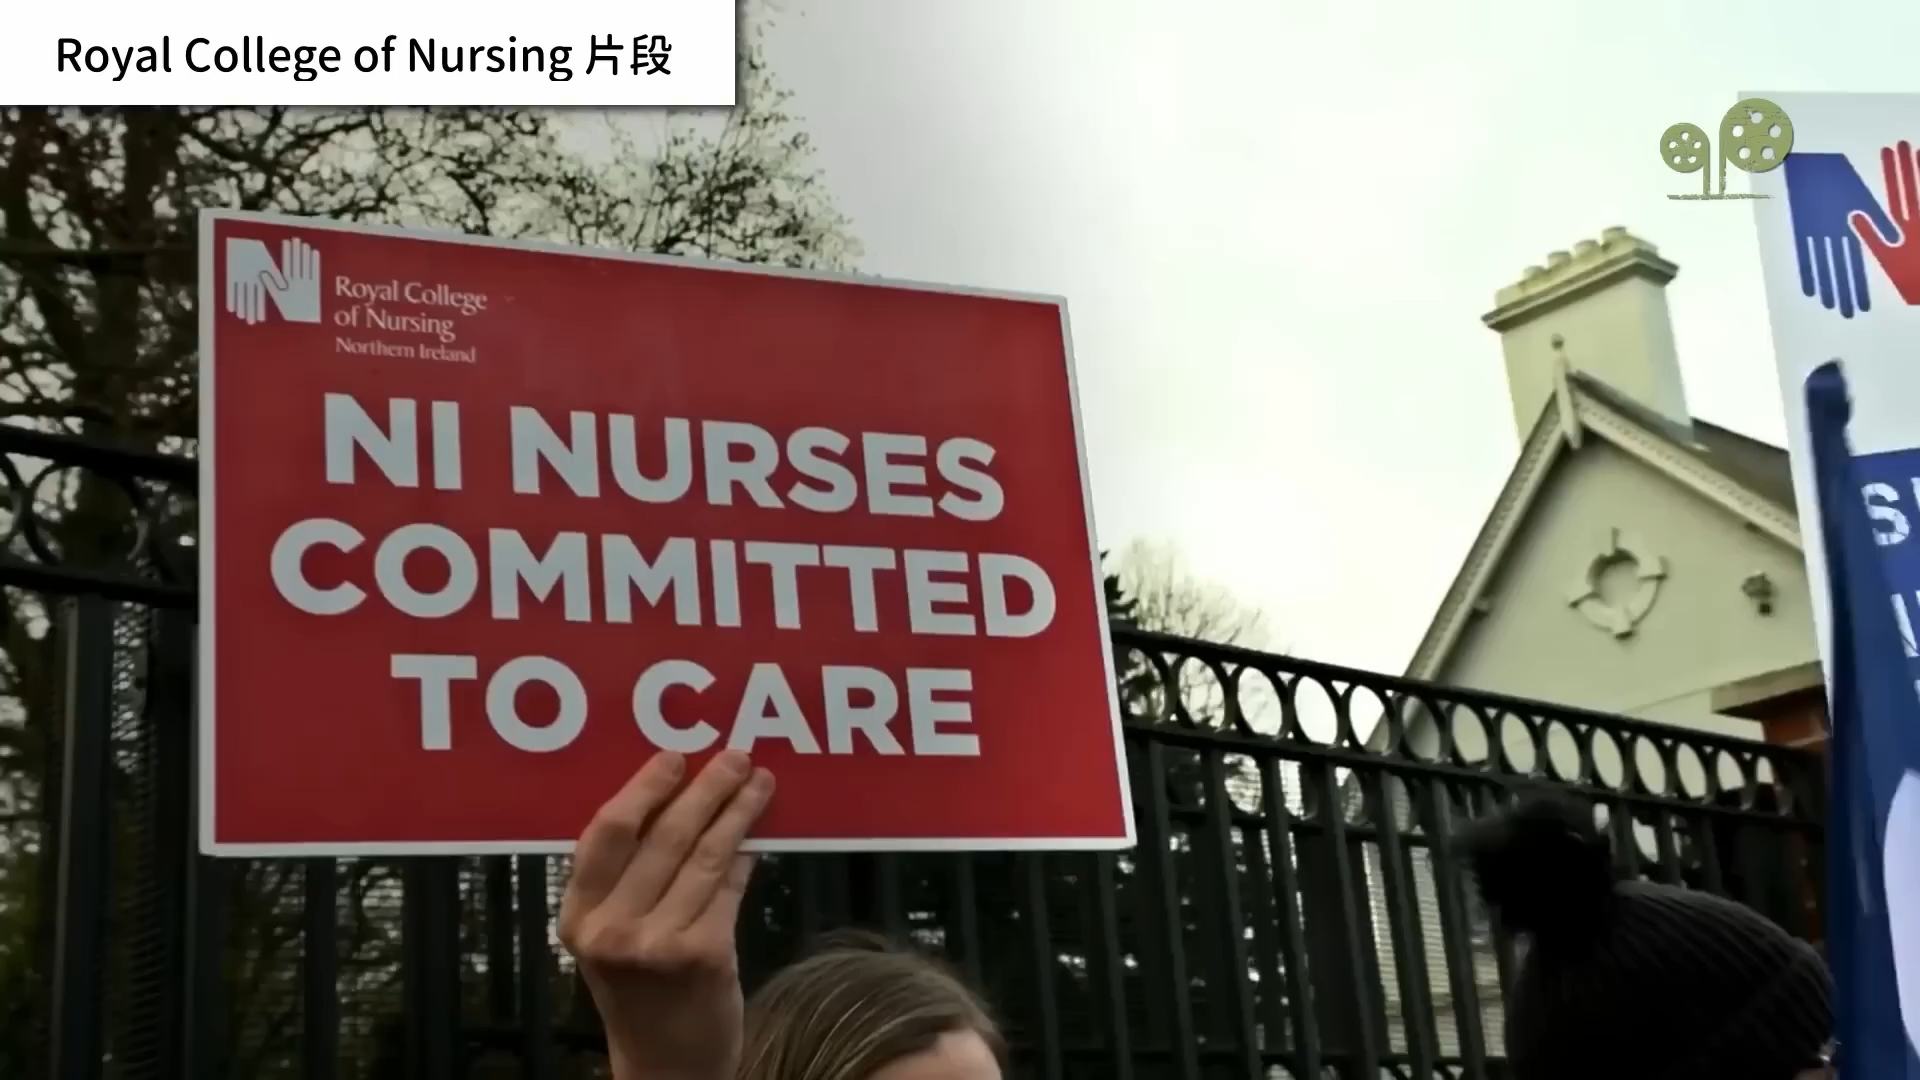 Royal College of Nursing 片段
Royal College
of Nursing
Northern Ireland
NI NURSES
COMMITTED
TO CARE